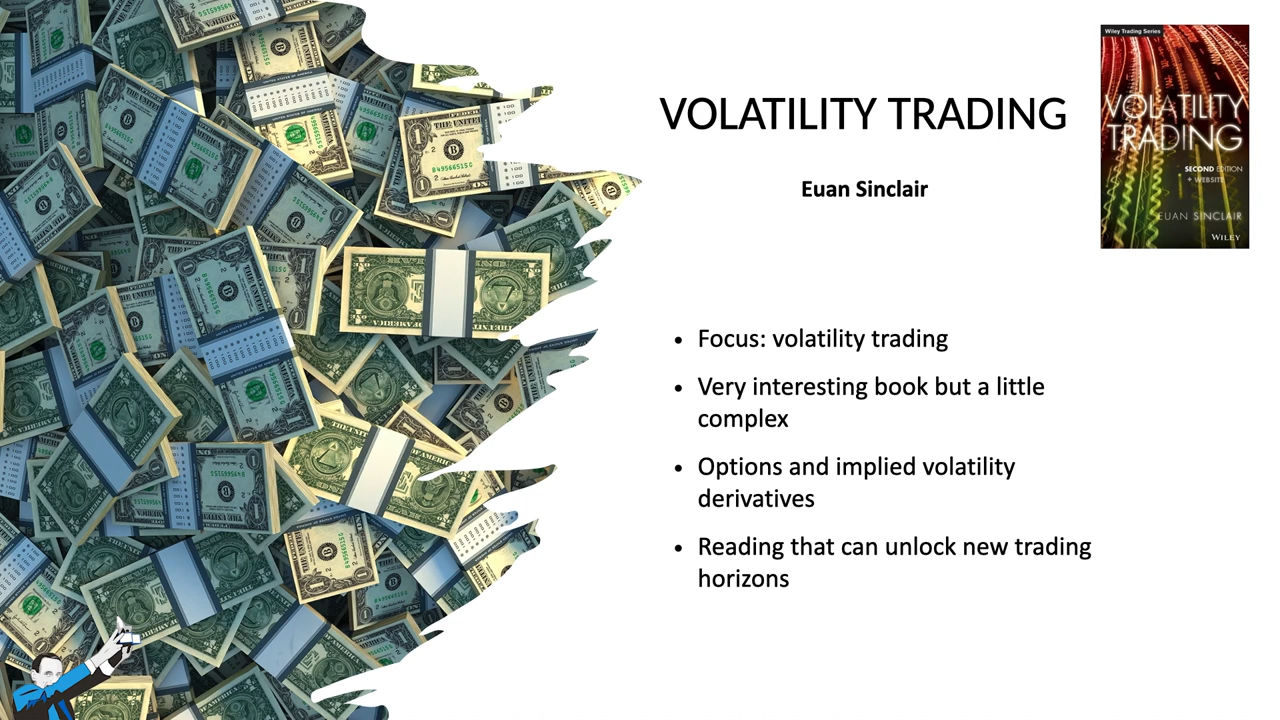 VOLATILITY TRADING
Euan Sinclair
• Focus: volatility trading
• Very interesting book but a little
complex
• Options and implied volatility
derivatives
• Reading that can unlock new trading
horizons
Wiley Trading Series
VOLATILITY
TRADING
SECOND EDITION
+ WEBSITE
EUAN SINCLAIR
WILEY